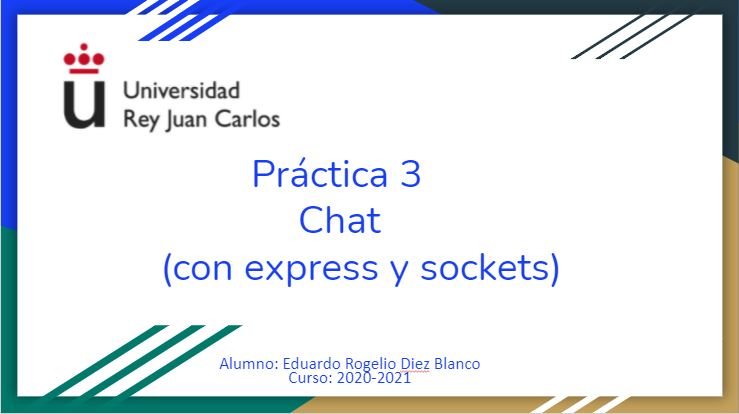 Universidad
Rey Juan Carlos
Práctica 3
Chat
(con express y sockets)
Alumno: Eduardo Rogelio Diez Blanco
Curso: 2020-2021